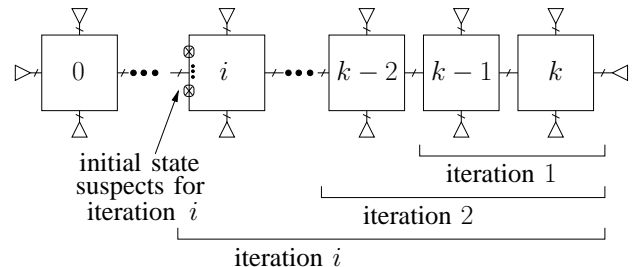 0 i k − 2 k − 1 k
initial state
suspects for
iteration i
iteration 1
iteration 2
iteration i